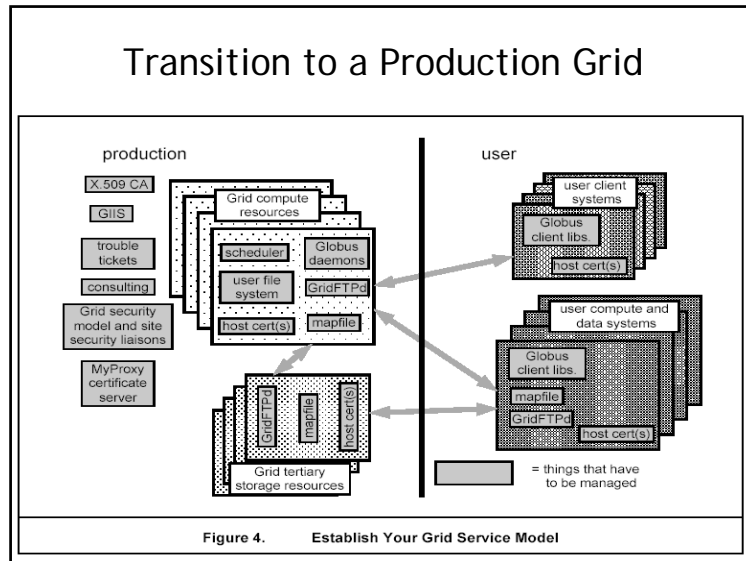 Transition to a Production Grid
production
user
X.509 CA
GIIS
trouble
tickets
consulting
Grid security
model and site
security liaisons
MyProxy
certificate
server
Grid compute
resources
scheduler
Globus
daemons
user file
system
GridFTPd
host cert(s)
mapfile
GridFTPd
mapfile
host cert(s)
Grid tertiary
storage resources
user client
systems
Globus
client libs.
host cert(s)
user compute and
data systems
Globus
client libs.
mapfile
GridFTPd
host cert(s)
= things that have
to be managed
Figure 4. Establish Your Grid Service Model